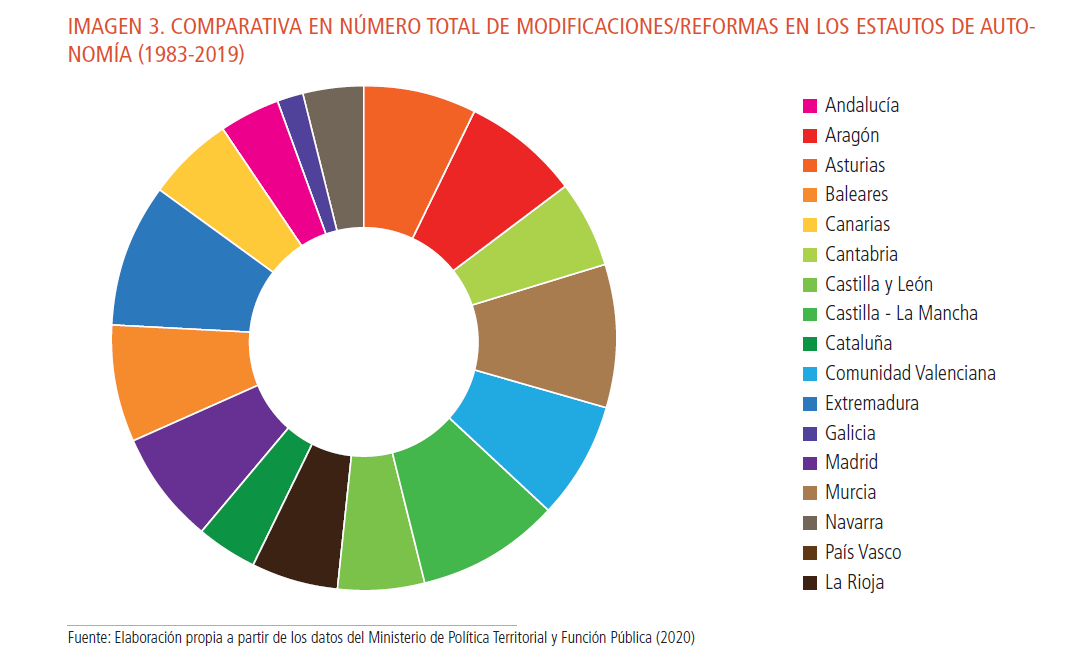 IMAGEN 3. COMPARATIVA EN NÚMERO TOTAL DE MODIFICACIONES/REFORMAS EN LOS ESTAUTOS DE AUTO-
NOMÍA (1983-2019)
Andalucía
Aragón
Asturias
Baleares
Canarias
Cantabria
Castilla y León
Castilla - La Mancha
Cataluña
Comunidad Valenciana
Extremadura
Galicia
Madrid
Murcia
Navarra
País Vasco
La Rioja
Fuente: Elaboración propia a partir de los datos del Ministerio de Política Territorial y Función Pública (2020)